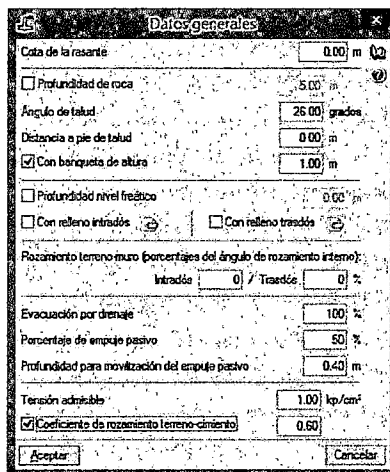 Datos generales
Cota de la rasante 0.00 m
Profundidad de roca 5.00 m
Ángulo de talud 26.00 grados
Distancia a pie de talud 0.00 m
Con banqueta de altura 1.00 m
Profundidad nivel freático 0.00 m
Con relleno intradós Con relleno trasdós
Rozamiento terreno-muro (porcentajes del ángulo de rozamiento interno):
Intradós 0 / Trasdós 0 %
Evacuación por drenaje 100 %
Porcentaje de empuje pasivo 50 %
Profundidad para movilización del empuje pasivo 0.40 m
Tensión admisible 1.00 kp/cm²
Coeficiente de rozamiento terreno-cimiento 0.60
Aceptar Cancelar